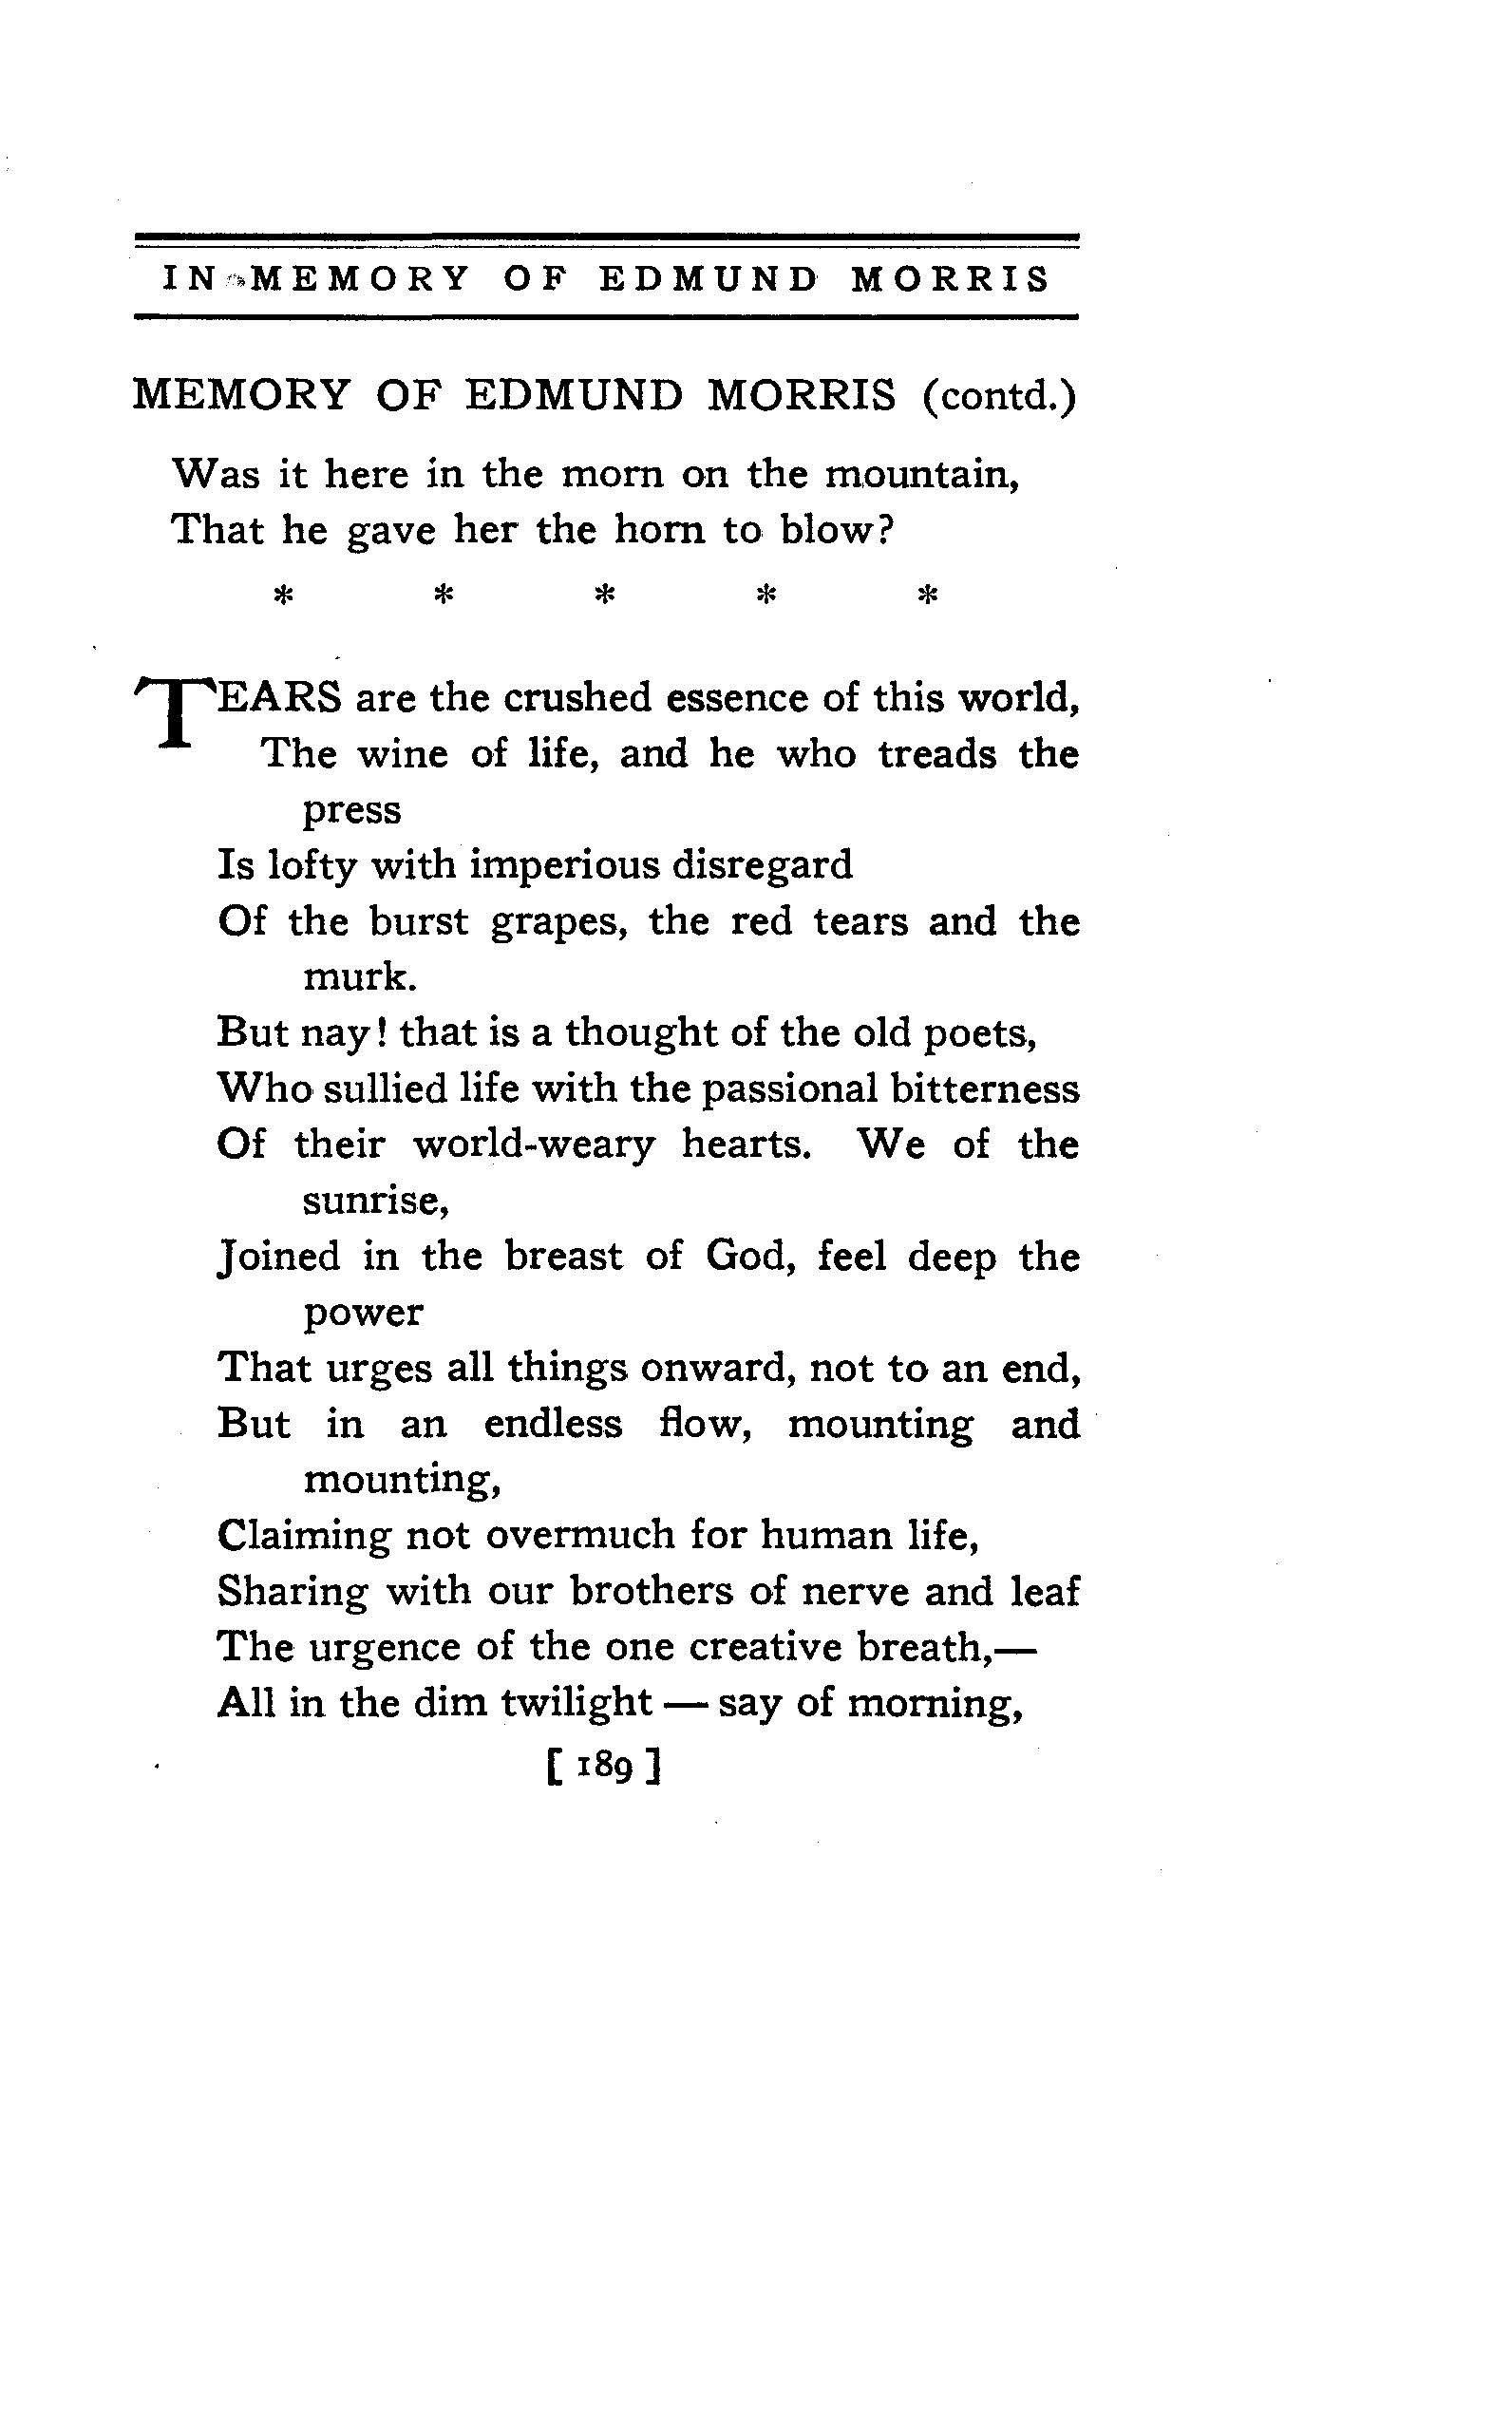 IN MEMORY OF EDMUND MORRIS
MEMORY OF EDMUND MORRIS (contd.)
Was it here in the morn on the mountain,
That he gave her the horn to blow?
* * * * *
TEARS are the crushed essence of this world,
The wine of life, and he who treads the
press
Is lofty with imperious disregard
Of the burst grapes, the red tears and the
murk.
But nay! that is a thought of the old poets,
Who sullied life with the passional bitterness
Of their world-weary hearts. We of the
sunrise,
Joined in the breast of God, feel deep the
power
That urges all things onward, not to an end,
But in an endless flow, mounting and
mounting,
Claiming not overmuch for human life,
Sharing with our brothers of nerve and leaf
The urgence of the one creative breath,—
All in the dim twilight — say of morning,
[ 189 ]